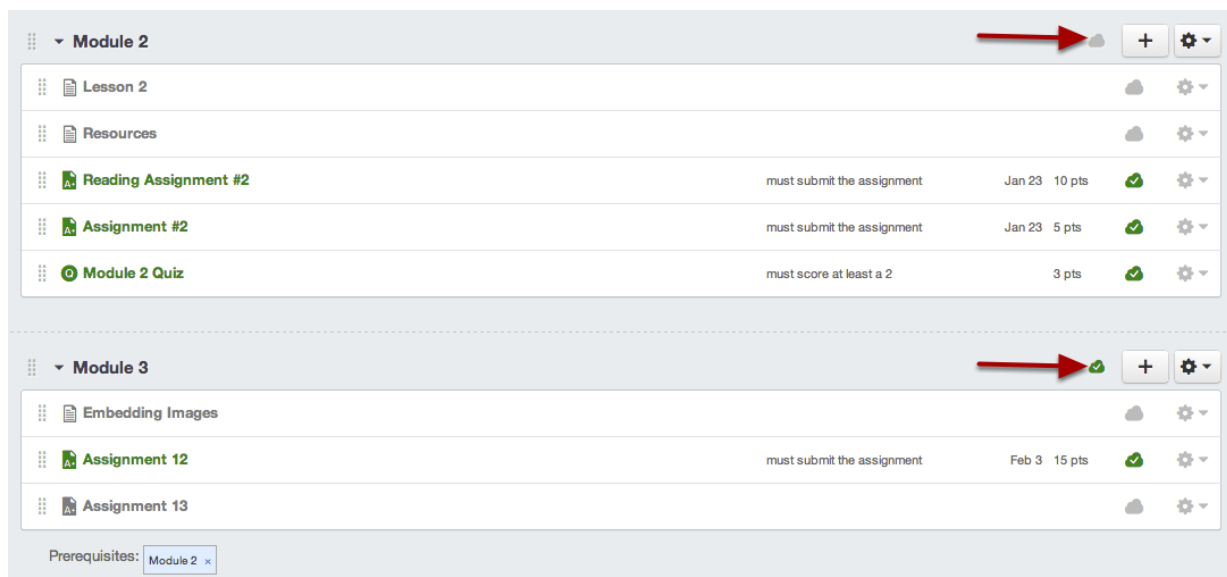 Module 2
Lesson 2
Resources
A+ Reading Assignment #2 must submit the assignment Jan 23 10 pts
A+ Assignment #2 must submit the assignment Jan 23 5 pts
Q Module 2 Quiz must score at least a 2 3 pts
Module 3
Embedding Images
A+ Assignment 12 must submit the assignment Feb 3 15 pts
A+ Assignment 13
Prerequisites: Module 2 ×